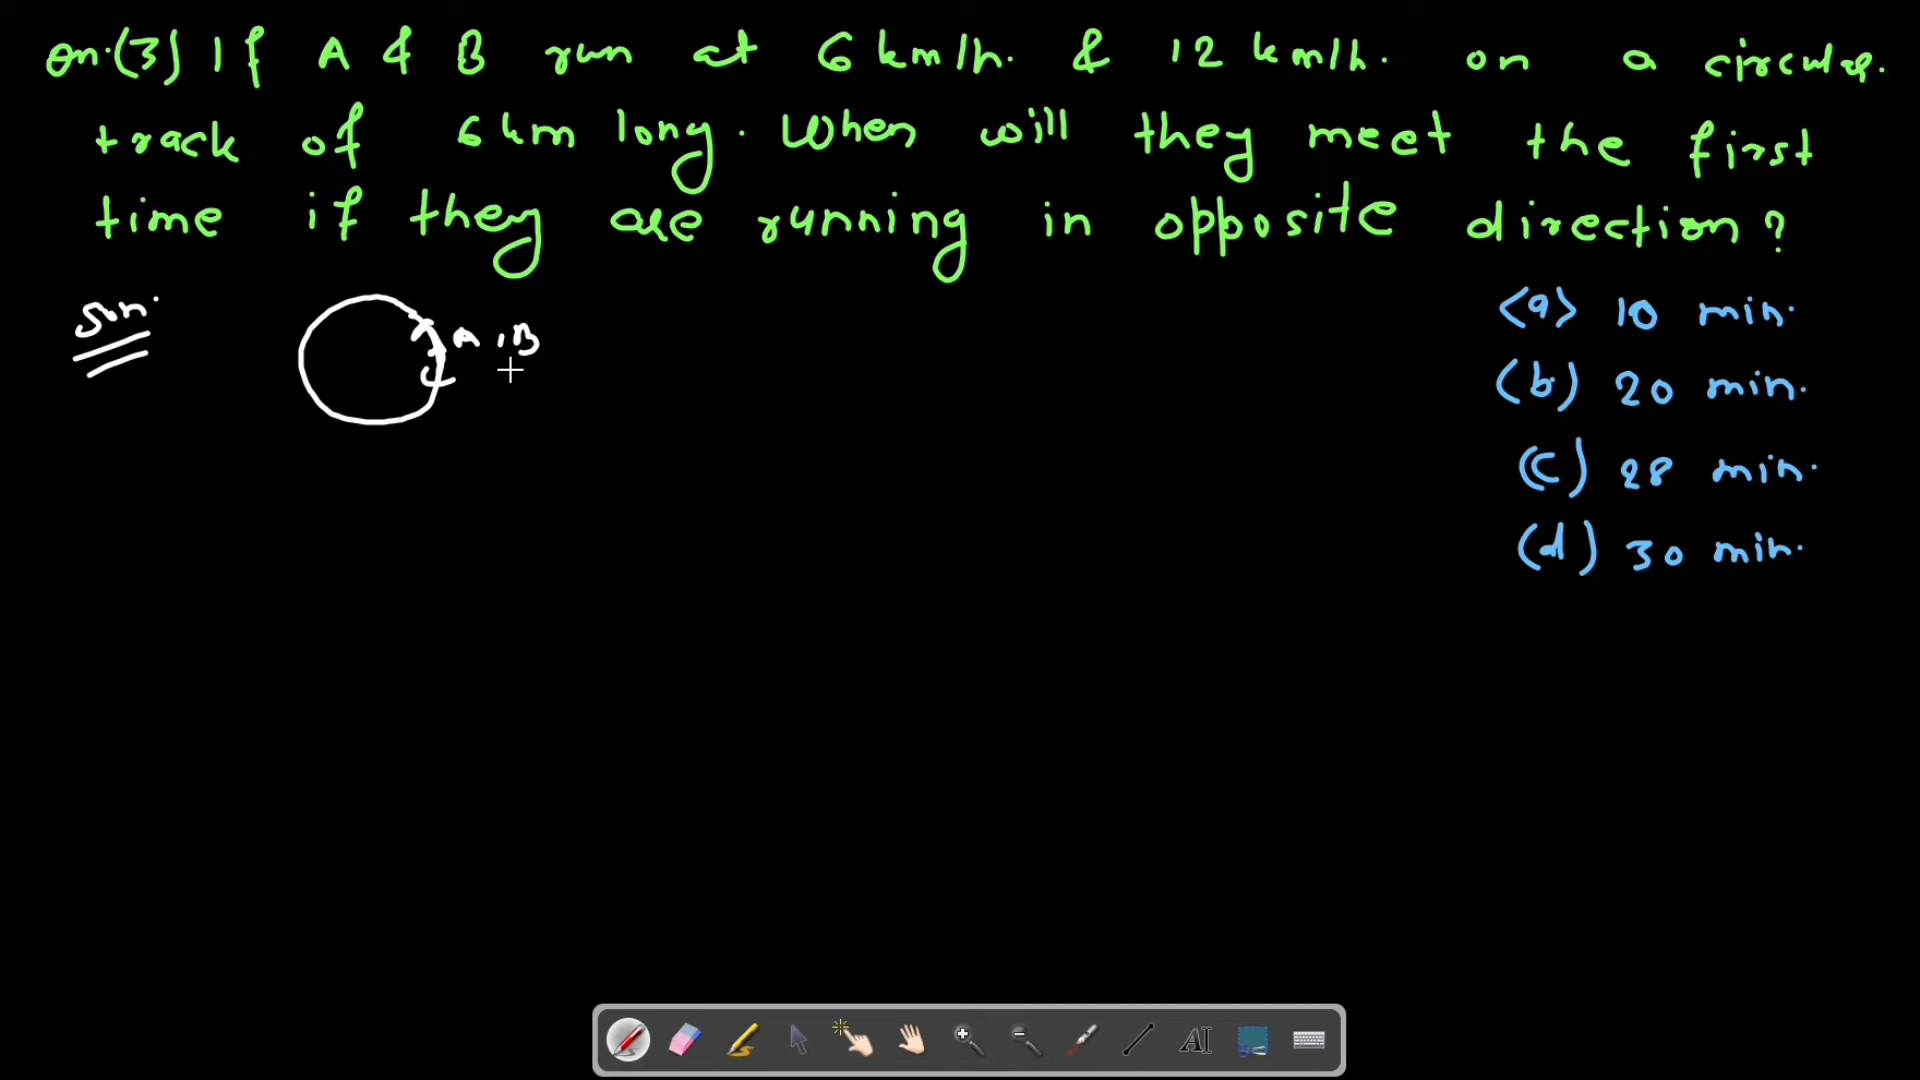 Qn.(3) If A & B run at 6 km/h. & 12 km/h. on a circular.
track of 6 km long. When will they meet the first
time if they are running in opposite direction?
Son.
A, B
(a) 10 min.
(b) 20 min.
(c) 28 min.
(d) 30 min.
AI